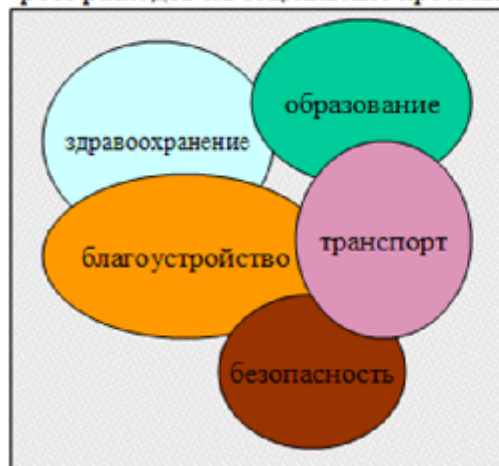 образование
здравоохранение
транспорт
благоустройство
безопасность